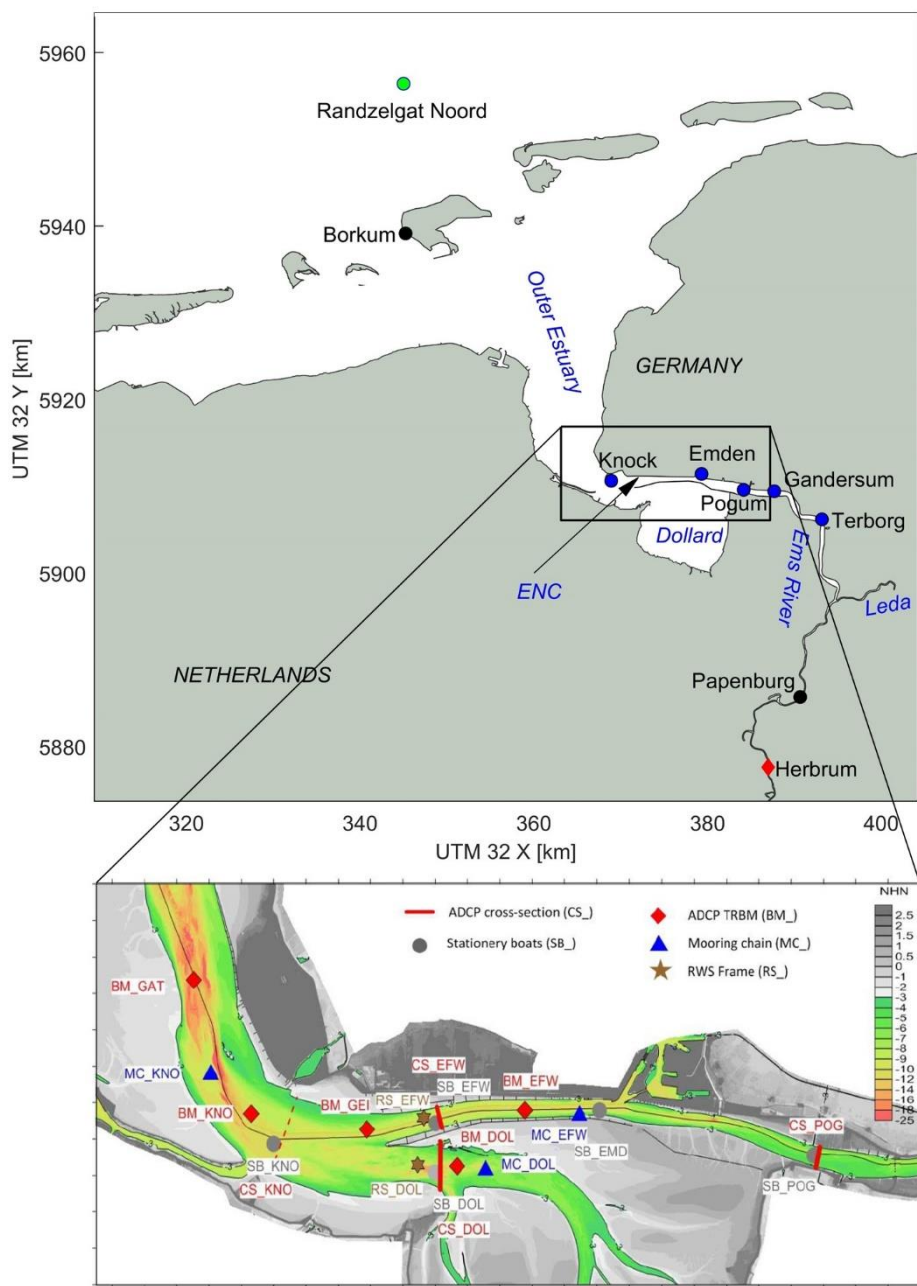 5960
Randzelgat Noord
5940
Borkum
Outer Estuary
UTM 32 Y [km]
5920
GERMANY
Knock
Emden
Gandersum
5910
Pogum
Terborg
Dollard
ENC
5900
Ems River
Leda
NETHERLANDS
Papenburg
5880
Herbrum
320
340
360
380
400
UTM 32 X [km]
NHN
ADCP cross-section (CS_)
ADCP TRBM (BM_)
Stationery boats (SB_)
Mooring chain (MC_)
RWS Frame (RS_)
2.5
2
1.5
1
0.5
0
-1
-2
-3
-4
-5
-6
-7
-8
-9
-10
-12
-14
-16
-18
-25
BM_GAT
MC_KNO
CS_EFW
SB_EFW
RS_EFW
BM_EFW
BM_GEI
BM_KNO
BM_DOL
MC_EFW
CS_POG
SB_EMD
MC_DOL
SB_KNO
CS_KNO
RS_DOL
SB_DOL
SB_POG
CS_DOL